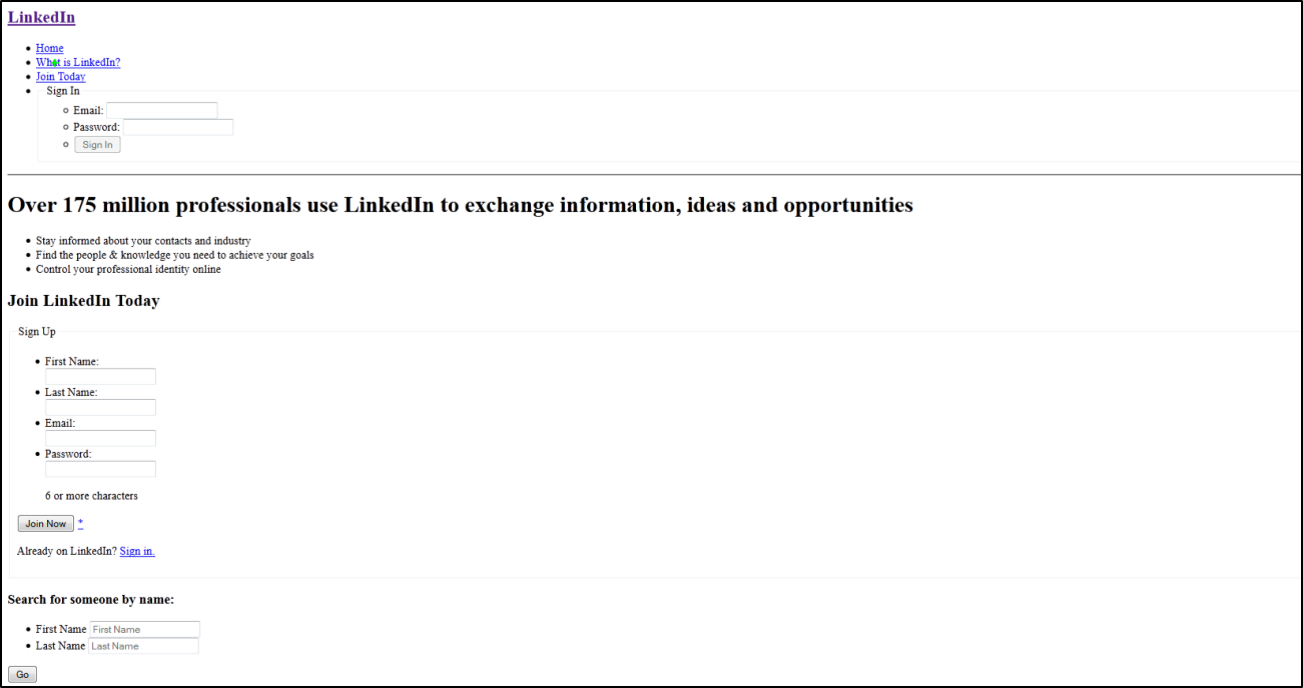 LinkedIn
Home
What is LinkedIn?
Join Today
Sign In
Email:
Password:
Sign In
Over 175 million professionals use LinkedIn to exchange information, ideas and opportunities
Stay informed about your contacts and industry
Find the people & knowledge you need to achieve your goals
Control your professional identity online
Join LinkedIn Today
Sign Up
First Name:
Last Name:
Email:
Password:
6 or more characters
Join Now *
Already on LinkedIn? Sign in.
Search for someone by name:
First Name First Name
Last Name Last Name
Go